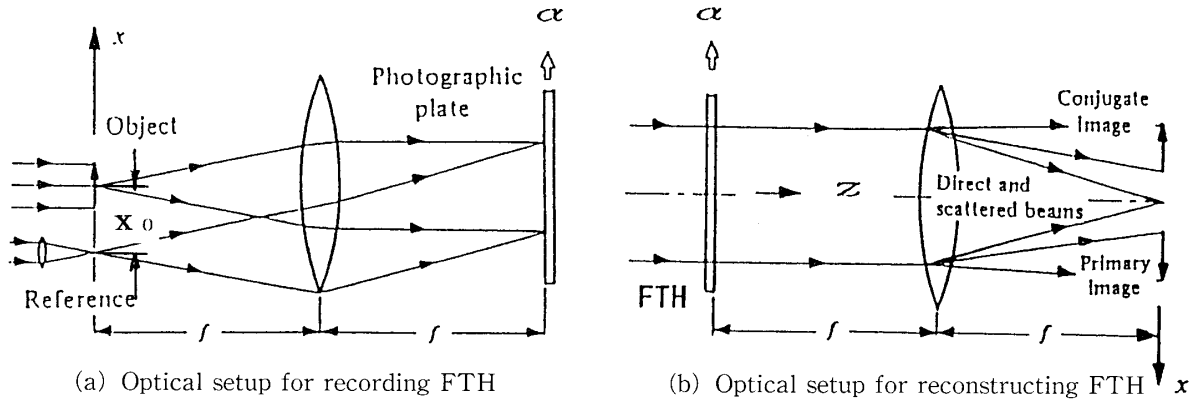 α
x
Photographic
plate
Object
x₀
Reference
f
f
(a) Optical setup for recording FTH
α
Conjugate
Image
Z
Direct and
scattered beams
Primary
Image
FTH
f
f
x
(b) Optical setup for reconstructing FTH